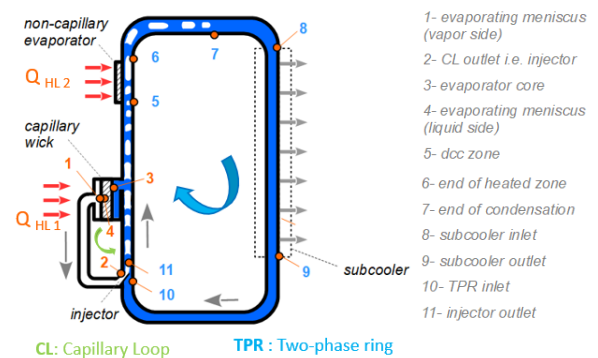 non-capillary
evaporator
Q HL 2
6
5
7
8
capillary
wick
1
3
4
Q HL 1
2
11
10
9
injector
subcooler
CL: Capillary Loop
TPR : Two-phase ring
1- evaporating meniscus
(vapor side)
2- CL outlet i.e. injector
3- evaporator core
4- evaporating meniscus
(liquid side)
5- dcc zone
6- end of heated zone
7- end of condensation
8- subcooler inlet
9- subcooler outlet
10- TPR inlet
11- injector outlet